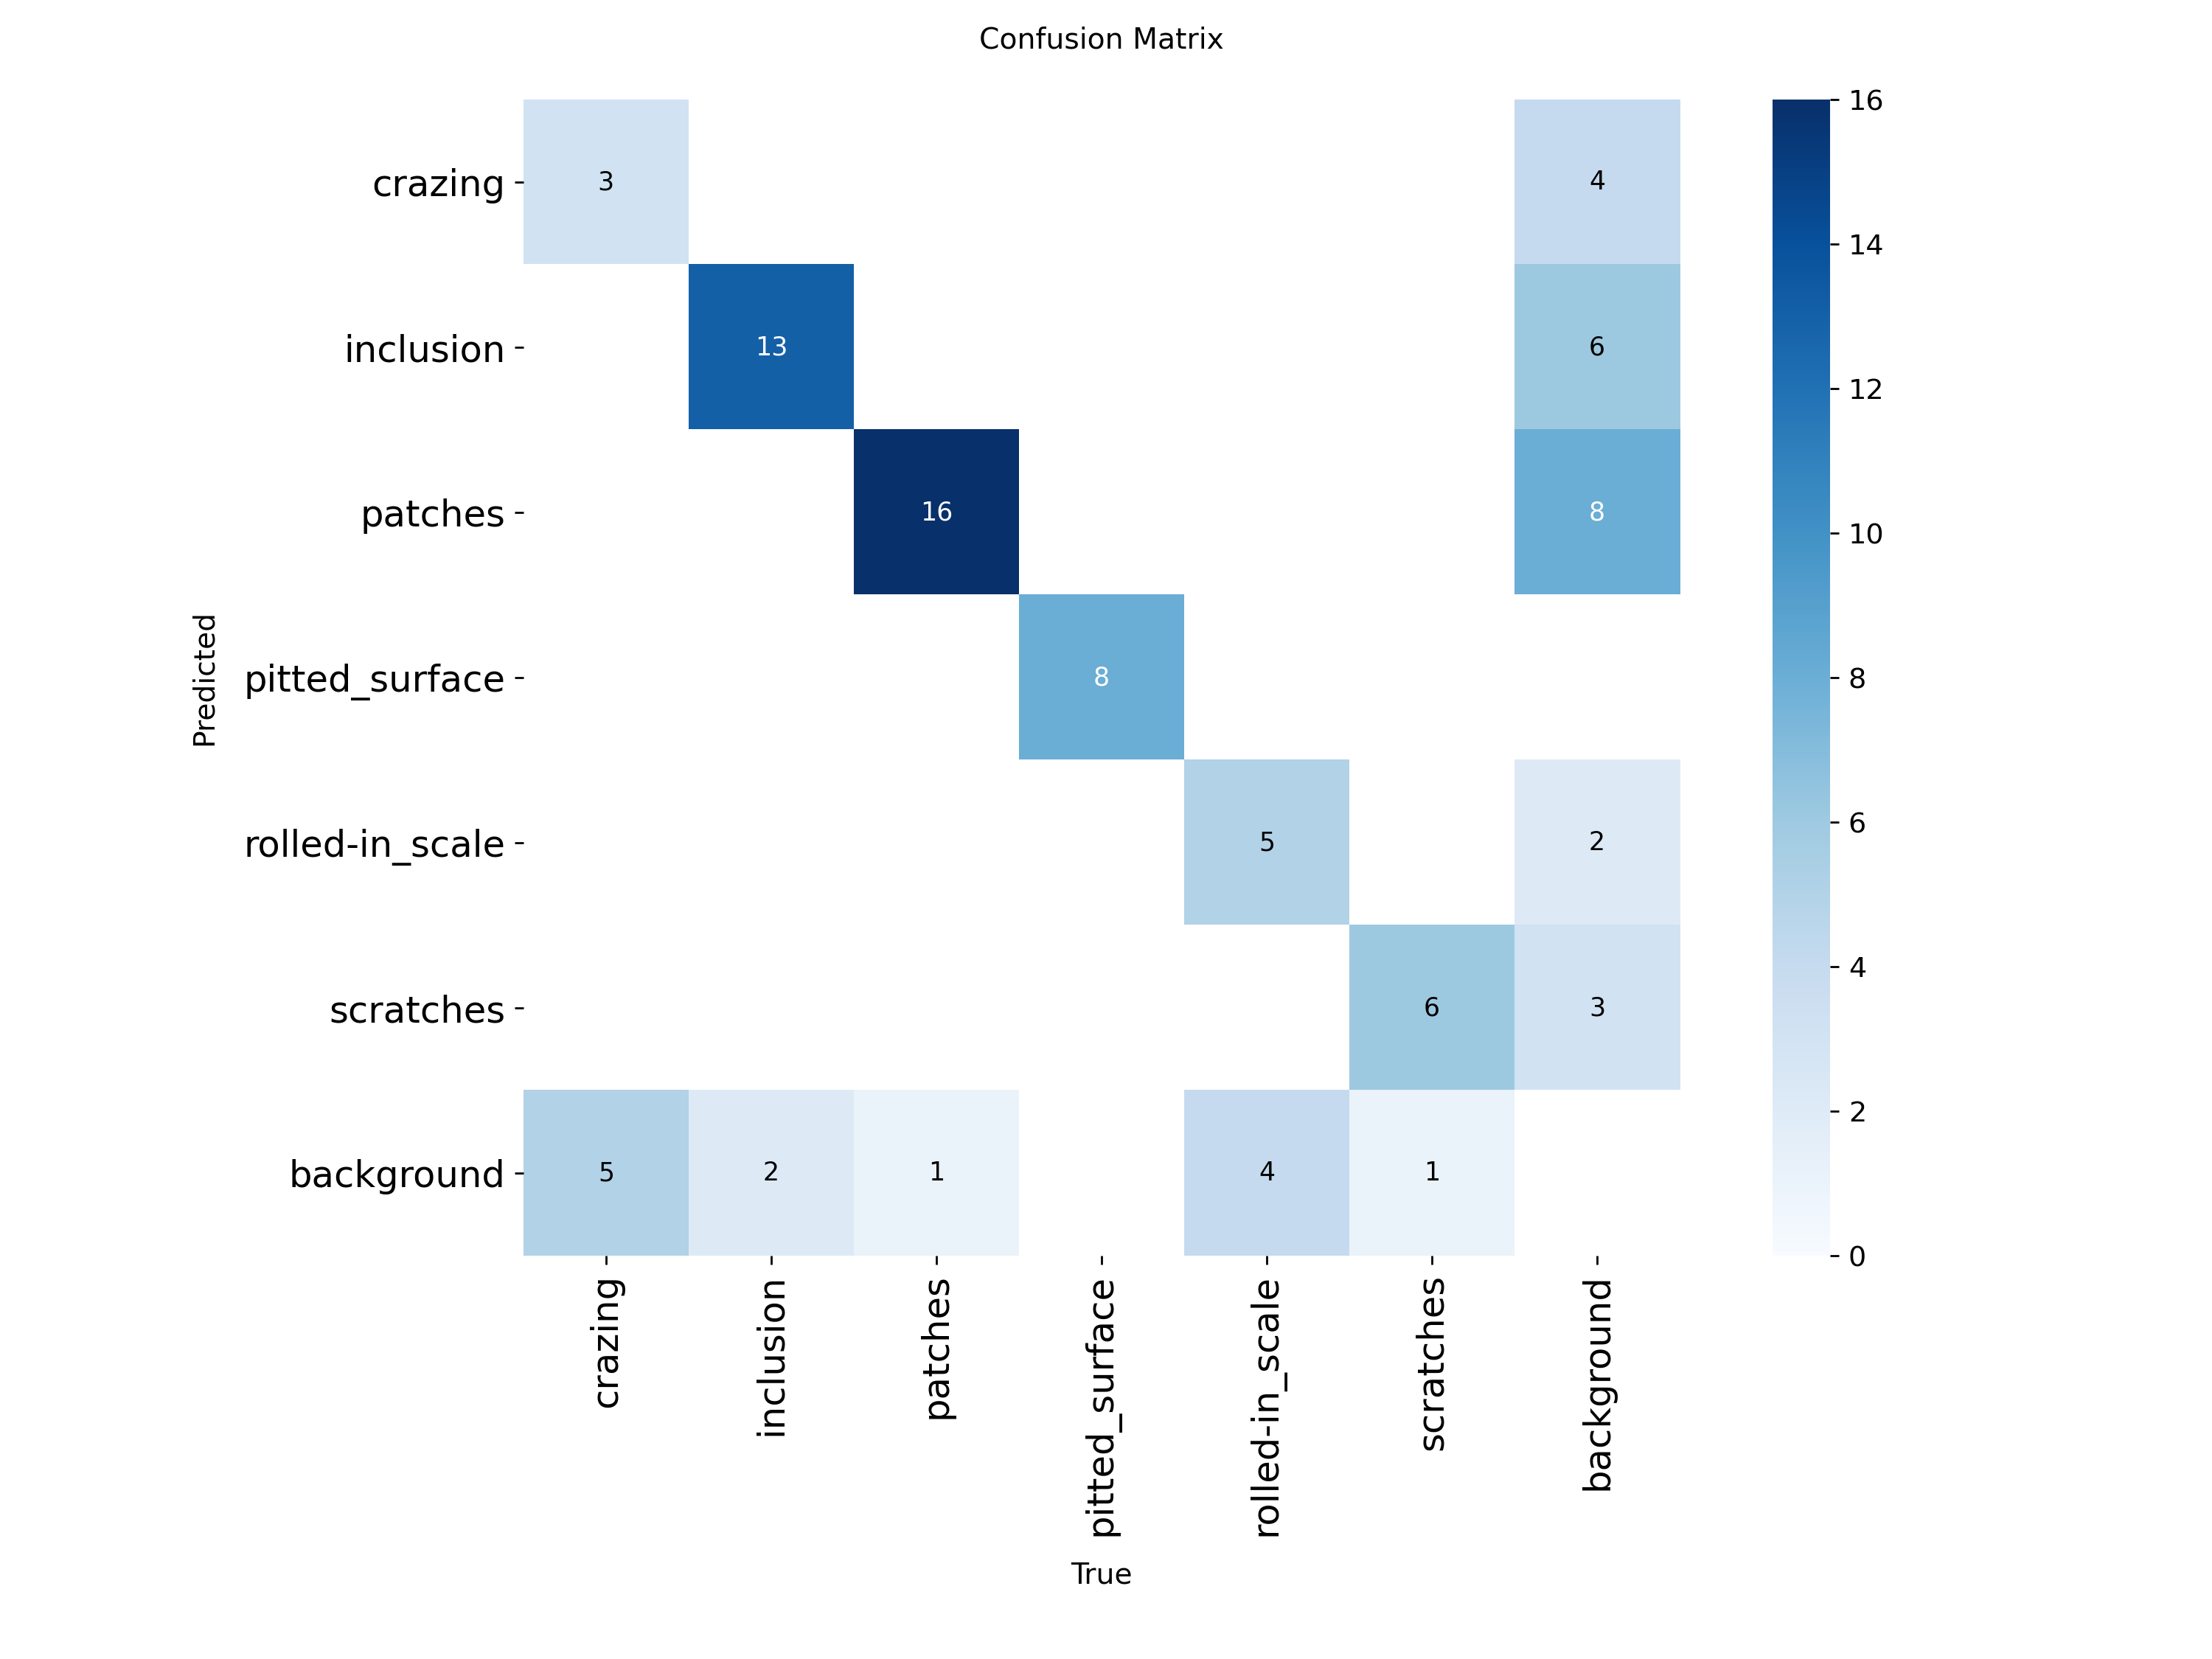 Confusion Matrix
crazing
inclusion
patches
pitted_surface
rolled-in_scale
scratches
background
Predicted
3 4
13 6
16 8
8
5 2
6 3
5 2 1 4 1
crazing
inclusion
patches
pitted_surface
rolled-in_scale
scratches
background
True
16
14
12
10
8
6
4
2
0